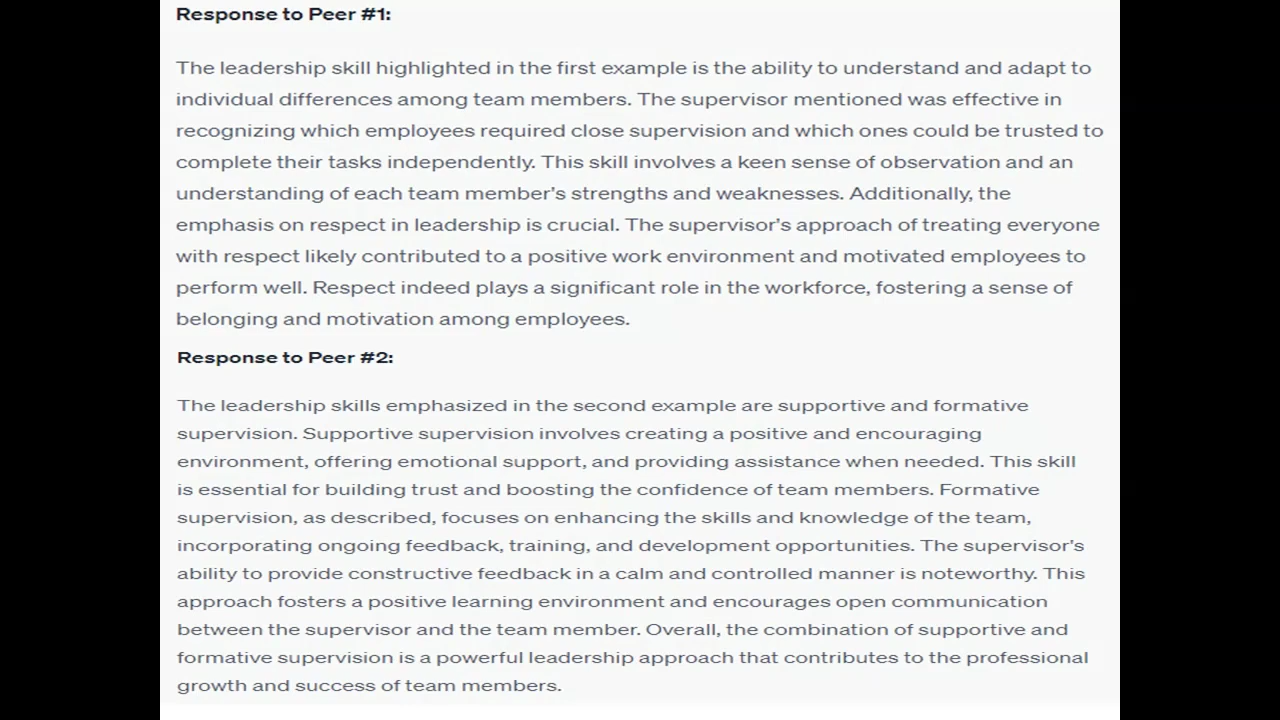 Response to Peer #1:
The leadership skill highlighted in the first example is the ability to understand and adapt to
individual differences among team members. The supervisor mentioned was effective in
recognizing which employees required close supervision and which ones could be trusted to
complete their tasks independently. This skill involves a keen sense of observation and an
understanding of each team member's strengths and weaknesses. Additionally, the
emphasis on respect in leadership is crucial. The supervisor's approach of treating everyone
with respect likely contributed to a positive work environment and motivated employees to
perform well. Respect indeed plays a significant role in the workforce, fostering a sense of
belonging and motivation among employees.
Response to Peer #2:
The leadership skills emphasized in the second example are supportive and formative
supervision. Supportive supervision involves creating a positive and encouraging
environment, offering emotional support, and providing assistance when needed. This skill
is essential for building trust and boosting the confidence of team members. Formative
supervision, as described, focuses on enhancing the skills and knowledge of the team,
incorporating ongoing feedback, training, and development opportunities. The supervisor's
ability to provide constructive feedback in a calm and controlled manner is noteworthy. This
approach fosters a positive learning environment and encourages open communication
between the supervisor and the team member. Overall, the combination of supportive and
formative supervision is a powerful leadership approach that contributes to the professional
growth and success of team members.